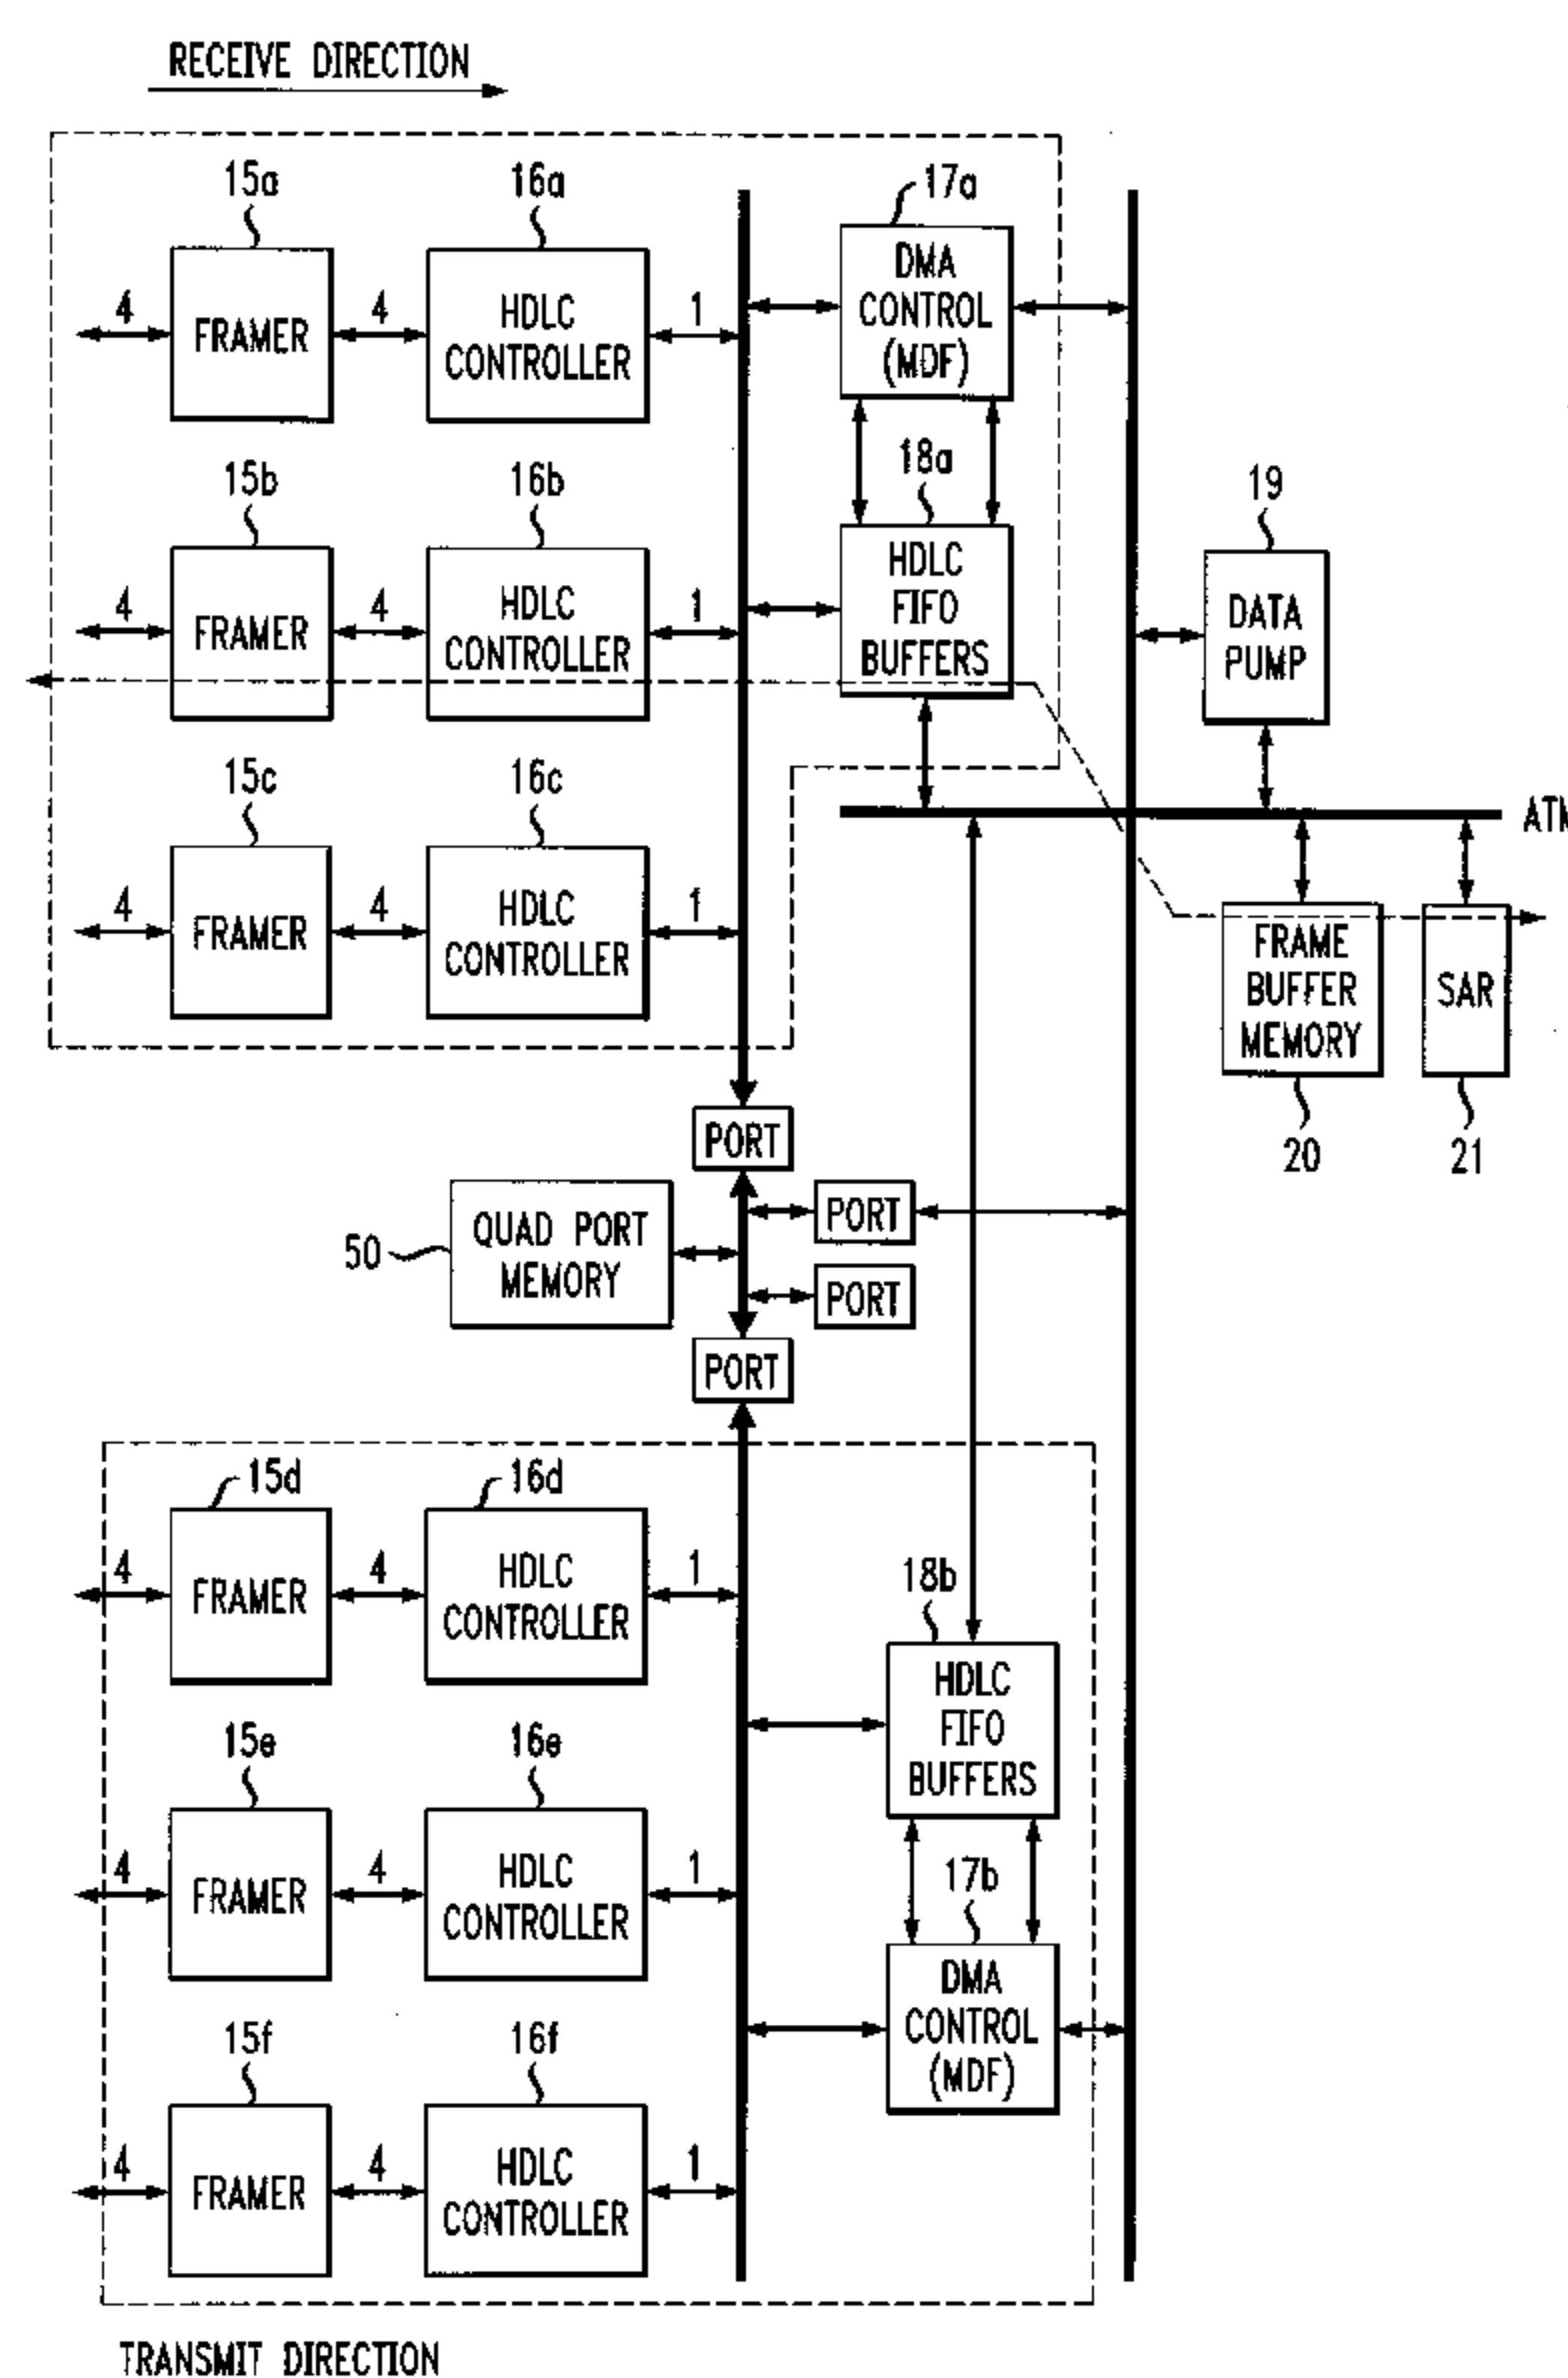 RECEIVE DIRECTION
15a
16a
17a
4
FRAMER
4
HDLC
CONTROLLER
1
DMA
CONTROL
(MDF)
15b
16b
18a
19
4
FRAMER
4
HDLC
CONTROLLER
1
HDLC
FIFO
BUFFERS
DATA
PUMP
15c
16c
ATM
4
FRAMER
4
HDLC
CONTROLLER
1
FRAME
BUFFER
MEMORY
SAR
20
21
PORT
50
QUAD PORT
MEMORY
PORT
PORT
PORT
15d
16d
4
FRAMER
4
HDLC
CONTROLLER
1
18b
HDLC
FIFO
BUFFERS
15e
16e
4
FRAMER
4
HDLC
CONTROLLER
1
17b
DMA
CONTROL
(MDF)
15f
16f
4
FRAMER
4
HDLC
CONTROLLER
1
TRANSMIT DIRECTION